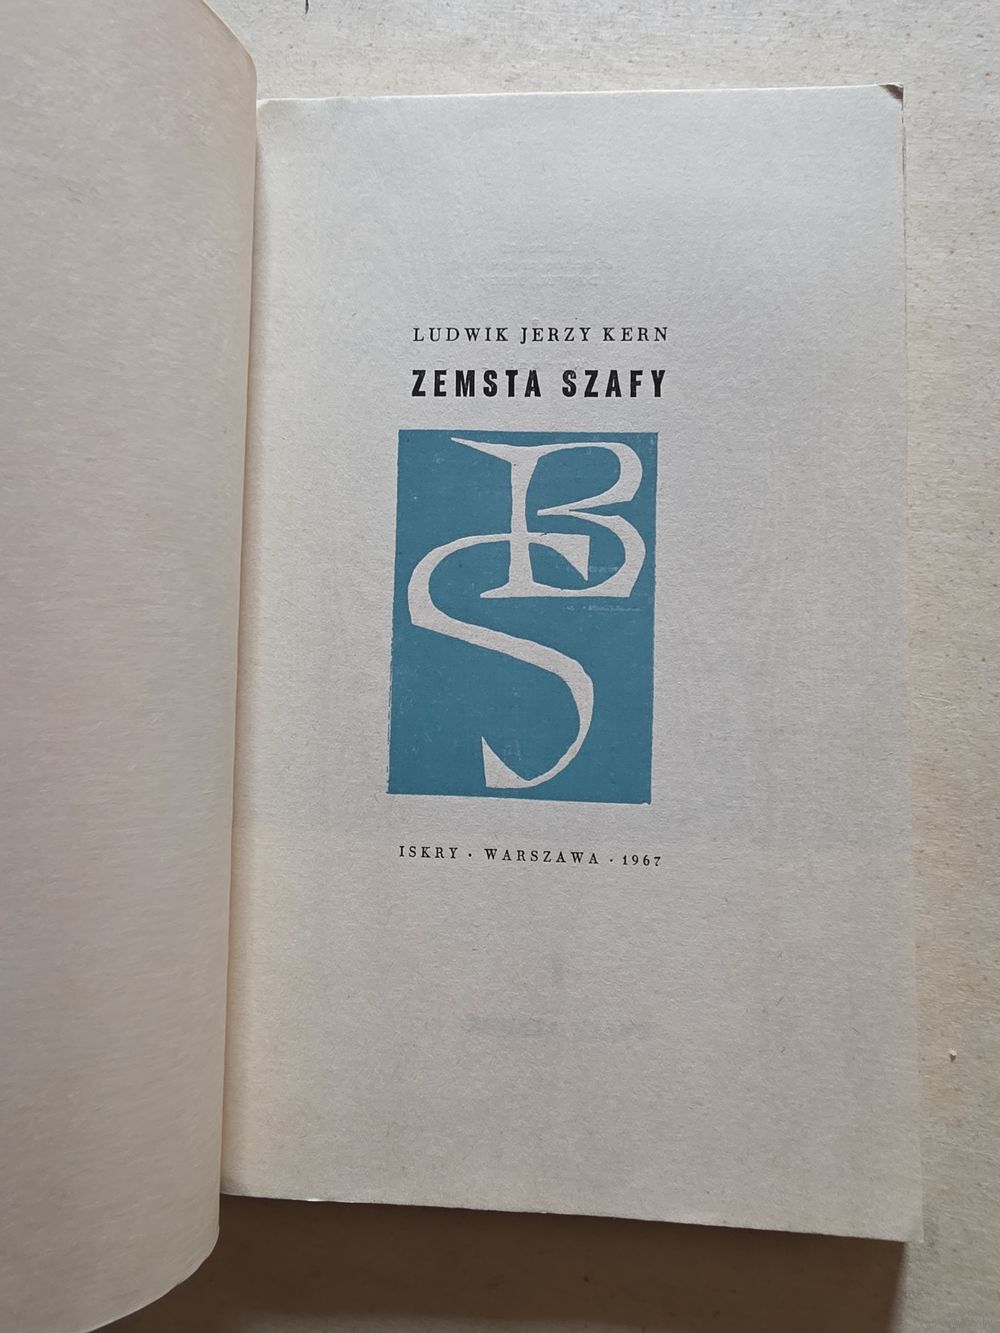 LUDWIK JERZY KERN
ZEMSTA SZAFY
BS
ISKRY · WARSZAWA · 1967